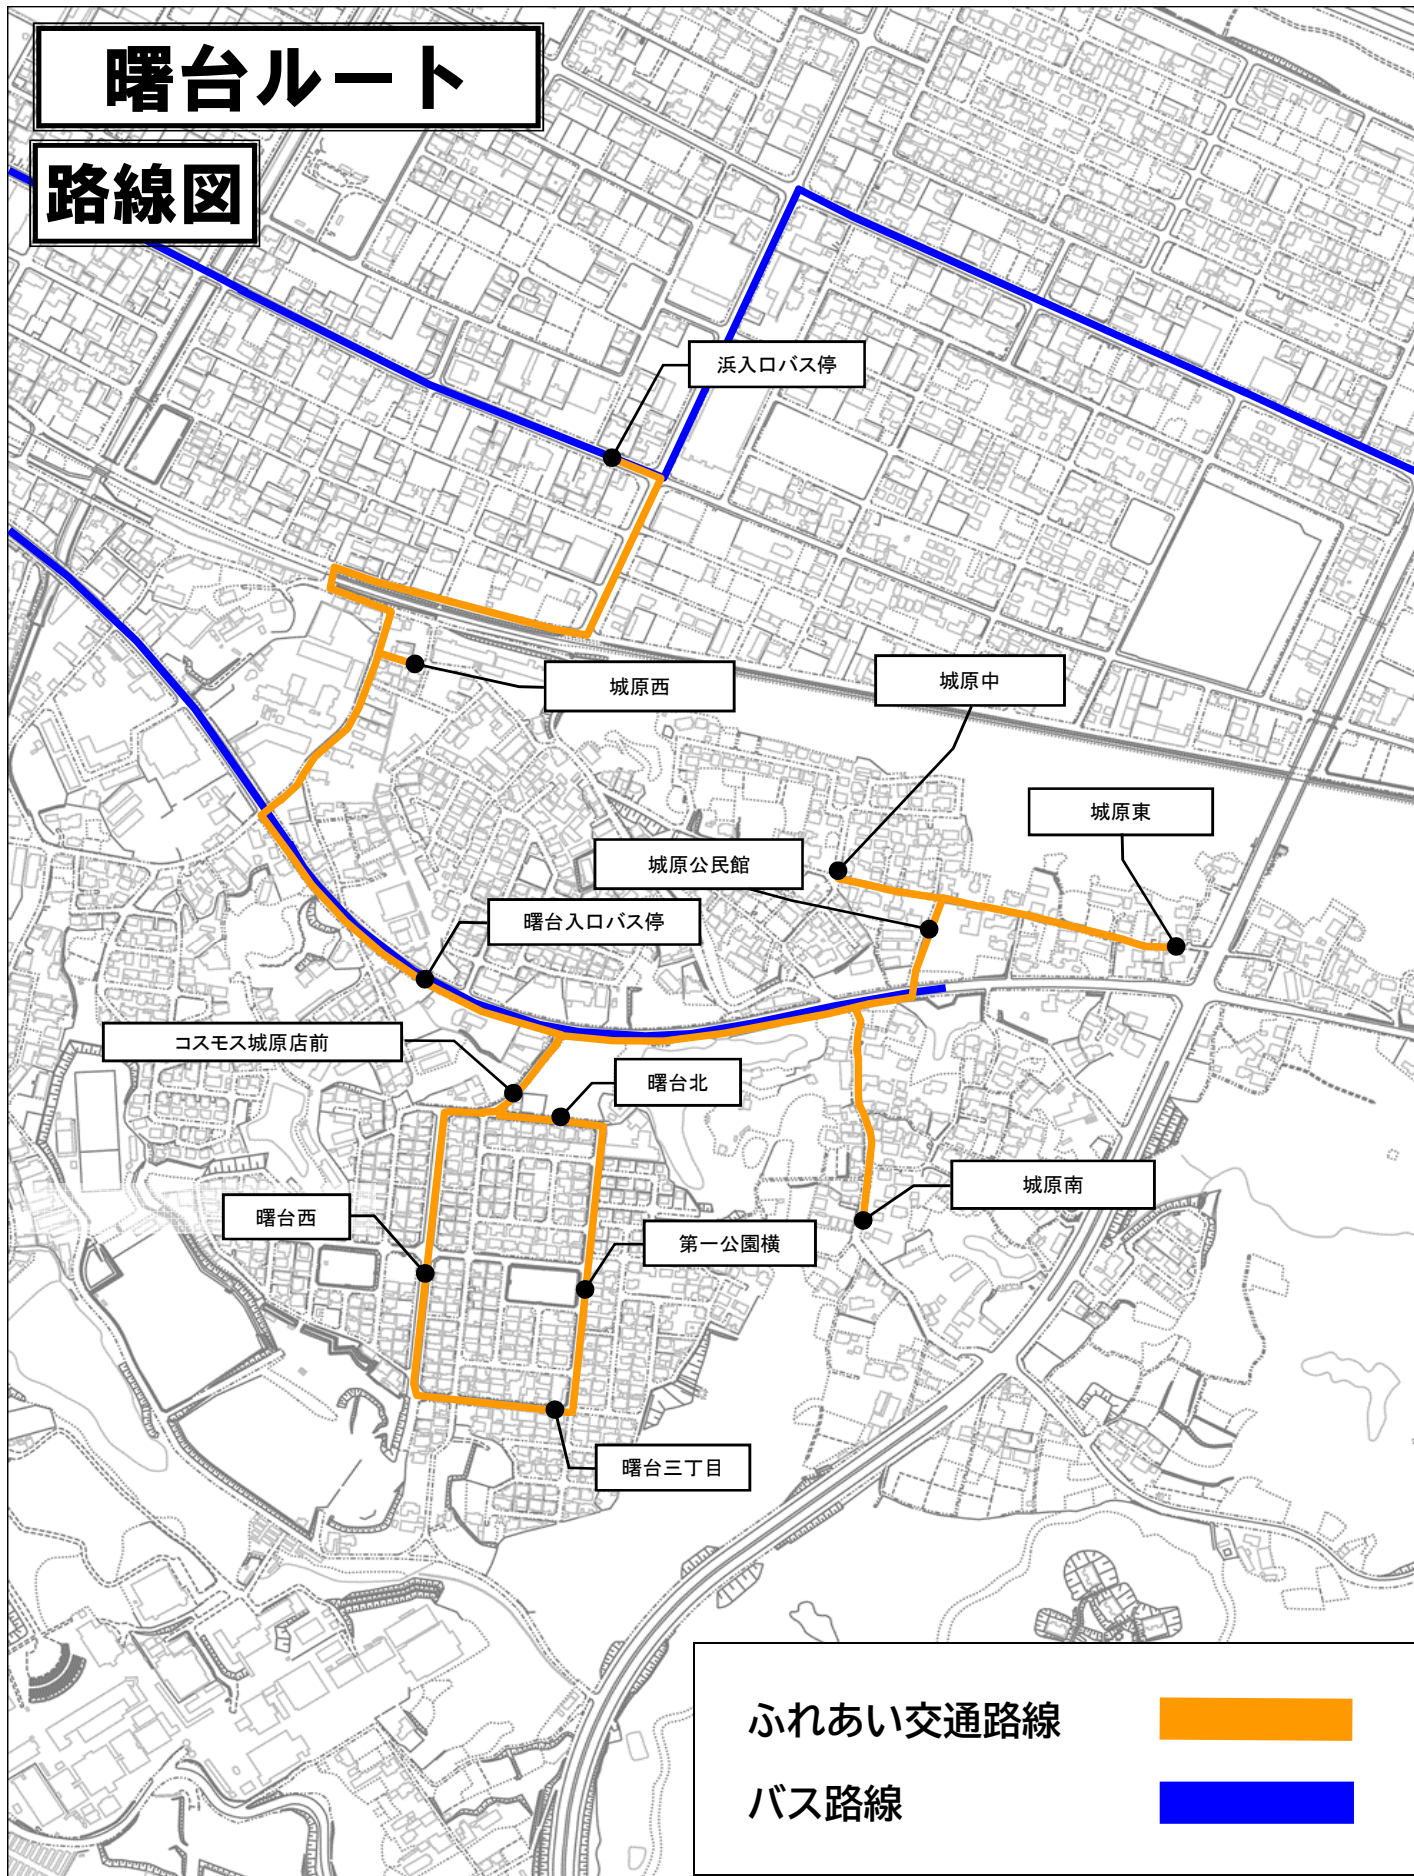 曙台ルート
路線図
浜入口バス停
城原西
城原中
城原東
城原公民館
曙台入口バス停
コスモス城原店前
曙台北
城原南
曙台西
第一公園横
曙台三丁目
ふれあい交通路線
バス路線